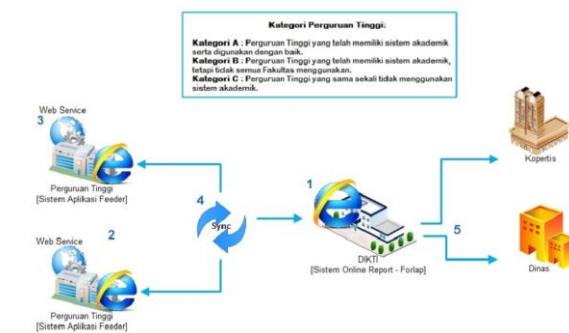 Kategori Perguruan Tinggi:
Kategori A : Perguruan Tinggi yang telah memiliki sistem akademik
serta digunakan dengan baik.
Kategori B : Perguruan Tinggi yang telah memiliki sistem akademik,
tetapi tidak semua Fakultas menggunakan.
Kategori C : Perguruan Tinggi yang sama sekali tidak menggunakan
sistem akademik.
Web Service
3
Perguruan Tinggi
[Sistem Aplikasi Feeder]
4
Sync
1
DIKTI
[Sistem Online Report - Forlap]
Kopertis
5
Dinas
2
Web Service
Perguruan Tinggi
[Sistem Aplikasi Feeder]